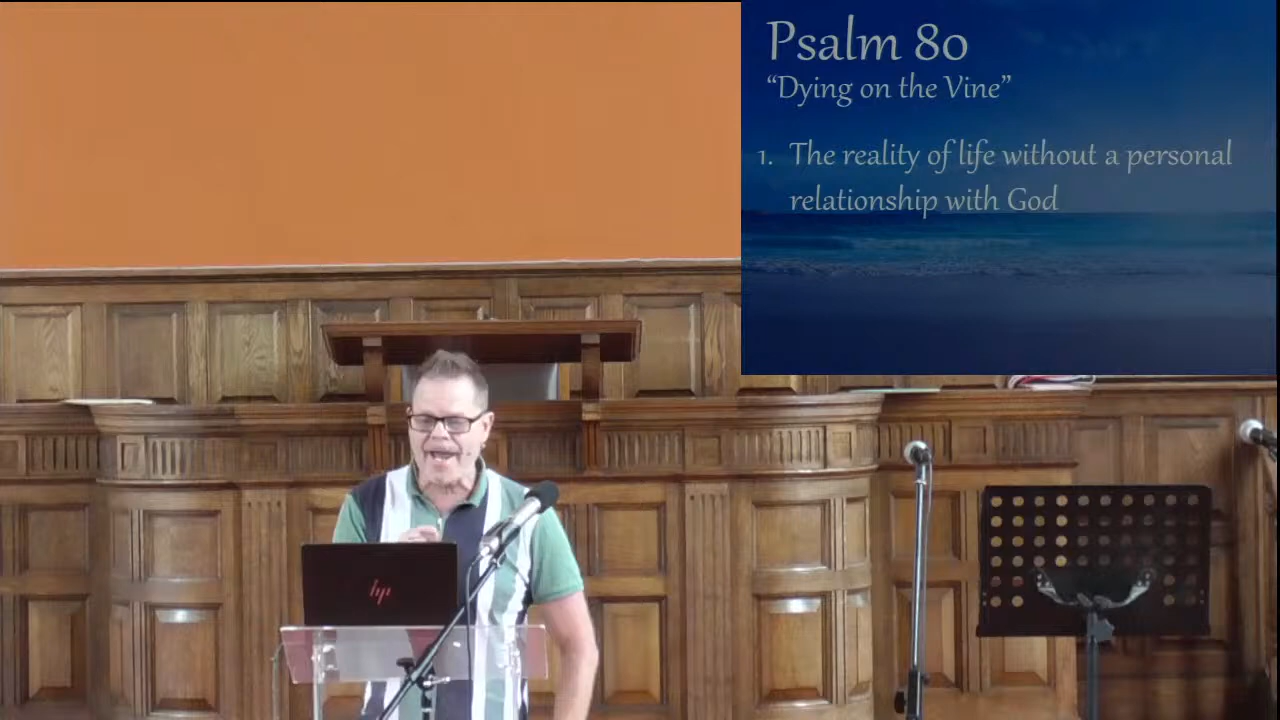 Psalm 80
“Dying on the Vine”
1. The reality of life without a personal
relationship with God
hp